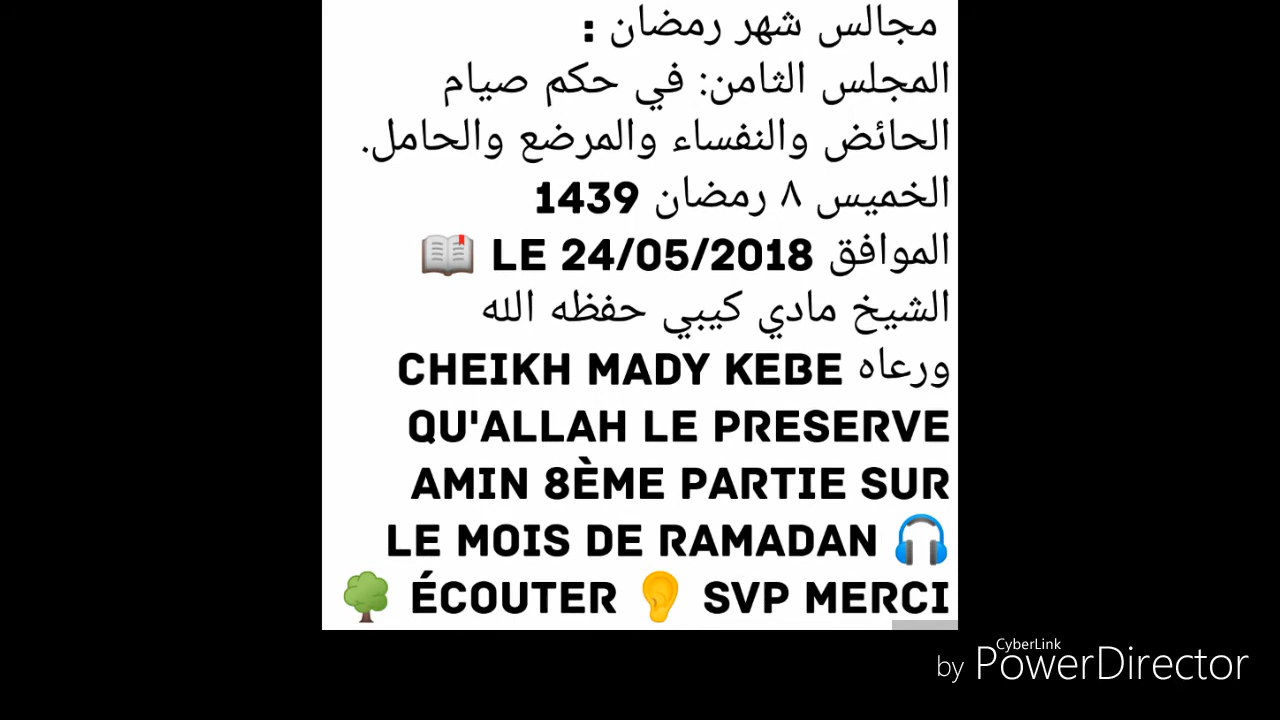 مجالس شهر رمضان :
المجلس الثامن: في حكم صيام
الحائض والنفساء والمرضع والحامل.
الخميس ٨ رمضان 1439
الموافق LE 24/05/2018 📖
الشيخ مادي كيبي حفظه الله
ورعاه CHEIKH MADY KEBE
QU'ALLAH LE PRESERVE
AMIN 8ÈME PARTIE SUR
LE MOIS DE RAMADAN 🎧
🌳 ÉCOUTER 👂 SVP MERCI
CyberLink
by PowerDirector